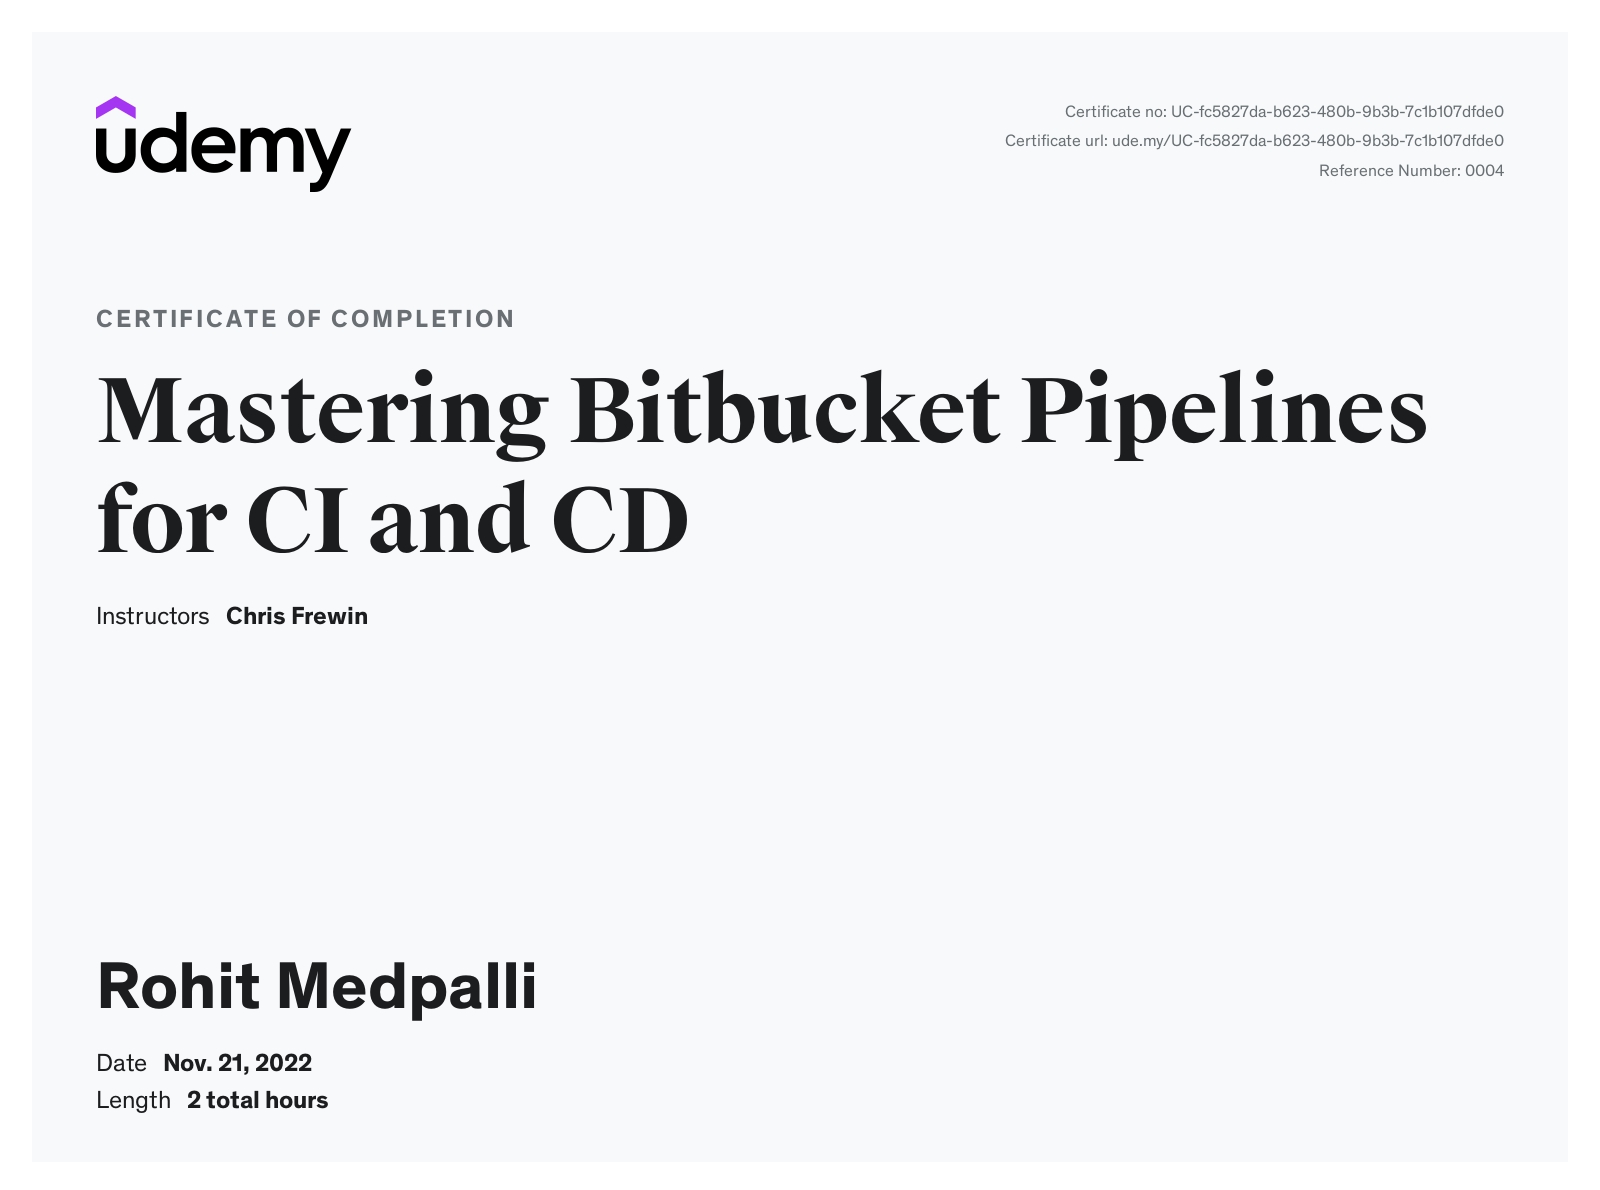 udemy
Certificate no: UC-fc5827da-b623-480b-9b3b-7c1b107dfde0
Certificate url: ude.my/UC-fc5827da-b623-480b-9b3b-7c1b107dfde0
Reference Number: 0004
CERTIFICATE OF COMPLETION
Mastering Bitbucket Pipelines
for CI and CD
Instructors Chris Frewin
Rohit Medpalli
Date Nov. 21, 2022
Length 2 total hours